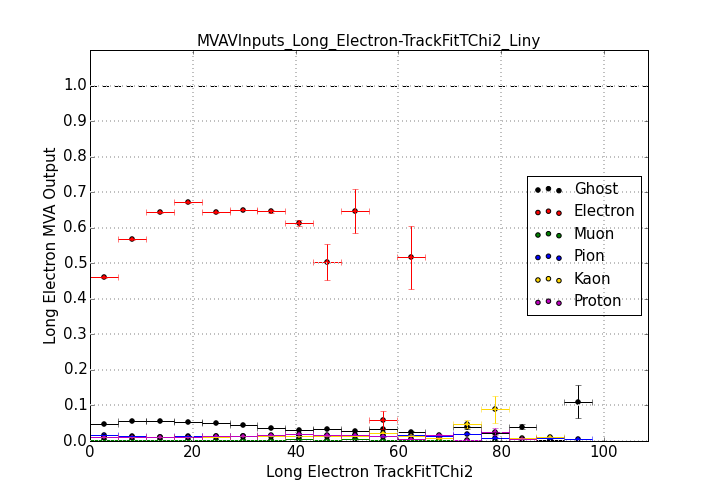 MVAVInputs_Long_Electron-TrackFitTChi2_Liny
1.0
0.9
0.8
0.7
0.6
0.5
0.4
0.3
0.2
0.1
0.0
Long Electron MVA Output
Ghost
Electron
Muon
Pion
Kaon
Proton
0 20 40 60 80 100
Long Electron TrackFitTChi2